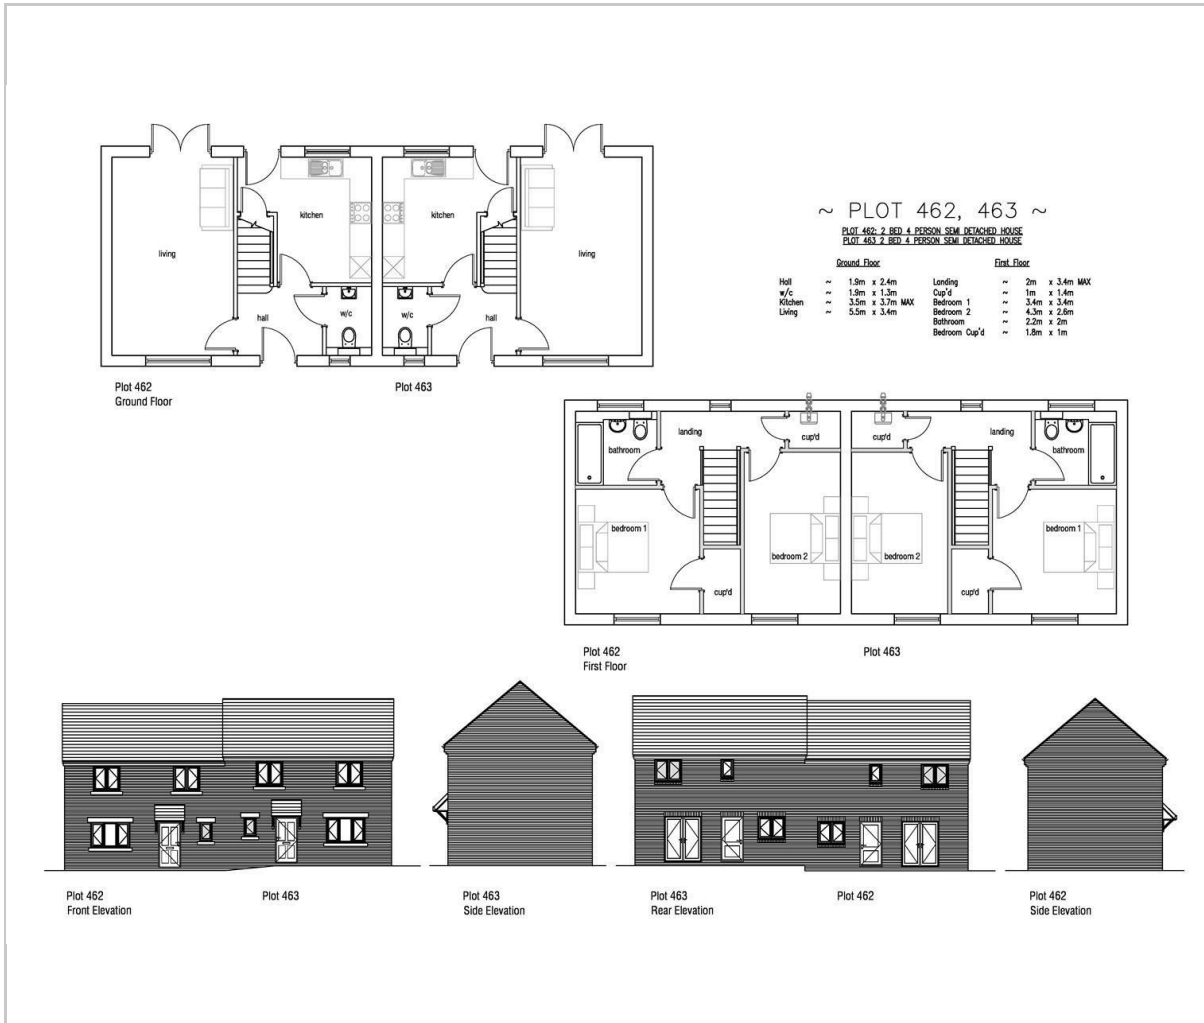 kitchen
kitchen
living
living
w/c
w/c
hall
hall
Plot 462
Ground Floor
Plot 463
~ PLOT 462, 463 ~
PLOT 462: 2 BED 4 PERSON SEMI DETACHED HOUSE
PLOT 463 2 BED 4 PERSON SEMI DETACHED HOUSE
Ground Floor
Hall ~ 1.9m x 2.4m
w/c ~ 1.9m x 1.3m
Kitchen ~ 3.5m x 3.7m MAX
Living ~ 5.5m x 3.4m
First Floor
Landing ~ 2m x 3.4m MAX
Cup'd ~ 1m x 1.4m
Bedroom 1 ~ 3.4m x 3.4m
Bedroom 2 ~ 4.3m x 2.6m
Bathroom ~ 2.2m x 2m
Bedroom Cup'd ~ 1.8m x 1m
landing
cup'd
cup'd
landing
bathroom
bathroom
bedroom 1
bedroom 1
bedroom 2
bedroom 2
cup'd
cup'd
Plot 462
First Floor
Plot 463
Plot 462
Front Elevation
Plot 463
Plot 463
Side Elevation
Plot 463
Rear Elevation
Plot 462
Plot 462
Side Elevation